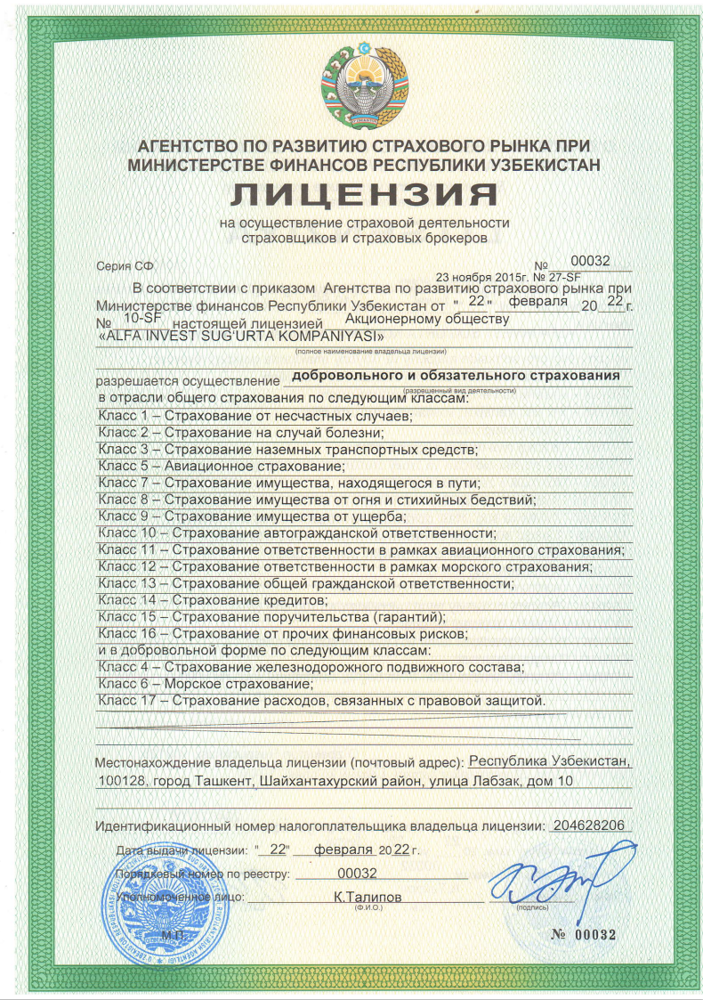 АГЕНТСТВО ПО РАЗВИТИЮ СТРАХОВОГО РЫНКА ПРИ
МИНИСТЕРСТВЕ ФИНАНСОВ РЕСПУБЛИКИ УЗБЕКИСТАН
ЛИЦЕНЗИЯ
на осуществление страховой деятельности
страховщиков и страховых брокеров
Серия СФ № 00032
23 ноября 2015г. № 27-SF
В соответствии с приказом Агентства по развитию страхового рынка при
Министерстве финансов Республики Узбекистан от " 22 " февраля 20 22 г.
№ 10-SF настоящей лицензией Акционерному обществу
«ALFA INVEST SUG'URTA KOMPANIYASI»
(полное наименование владельца лицензии)
разрешается осуществление добровольного и обязательного страхования
(разрешенный вид деятельности)
в отрасли общего страхования по следующим классам:
Класс 1 – Страхование от несчастных случаев;
Класс 2 – Страхование на случай болезни;
Класс 3 – Страхование наземных транспортных средств;
Класс 5 – Авиационное страхование;
Класс 7 – Страхование имущества, находящегося в пути;
Класс 8 – Страхование имущества от огня и стихийных бедствий;
Класс 9 – Страхование имущества от ущерба;
Класс 10 – Страхование автогражданской ответственности;
Класс 11 – Страхование ответственности в рамках авиационного страхования;
Класс 12 – Страхование ответственности в рамках морского страхования;
Класс 13 – Страхование общей гражданской ответственности;
Класс 14 – Страхование кредитов;
Класс 15 – Страхование поручительства (гарантий);
Класс 16 – Страхование от прочих финансовых рисков;
и в добровольной форме по следующим классам:
Класс 4 – Страхование железнодорожного подвижного состава;
Класс 6 – Морское страхование;
Класс 17 – Страхование расходов, связанных с правовой защитой.
Местонахождение владельца лицензии (почтовый адрес): Республика Узбекистан,
100128, город Ташкент, Шайхантахурский район, улица Лабзак, дом 10
Идентификационный номер налогоплательщика владельца лицензии: 204628206
Дата выдачи лицензии: " 22" февраля 20 22 г.
Порядковый номер по реестру: 00032
Уполномоченное лицо: К.Талипов
(Ф.И.О.) (подпись)
М.П. № 00032